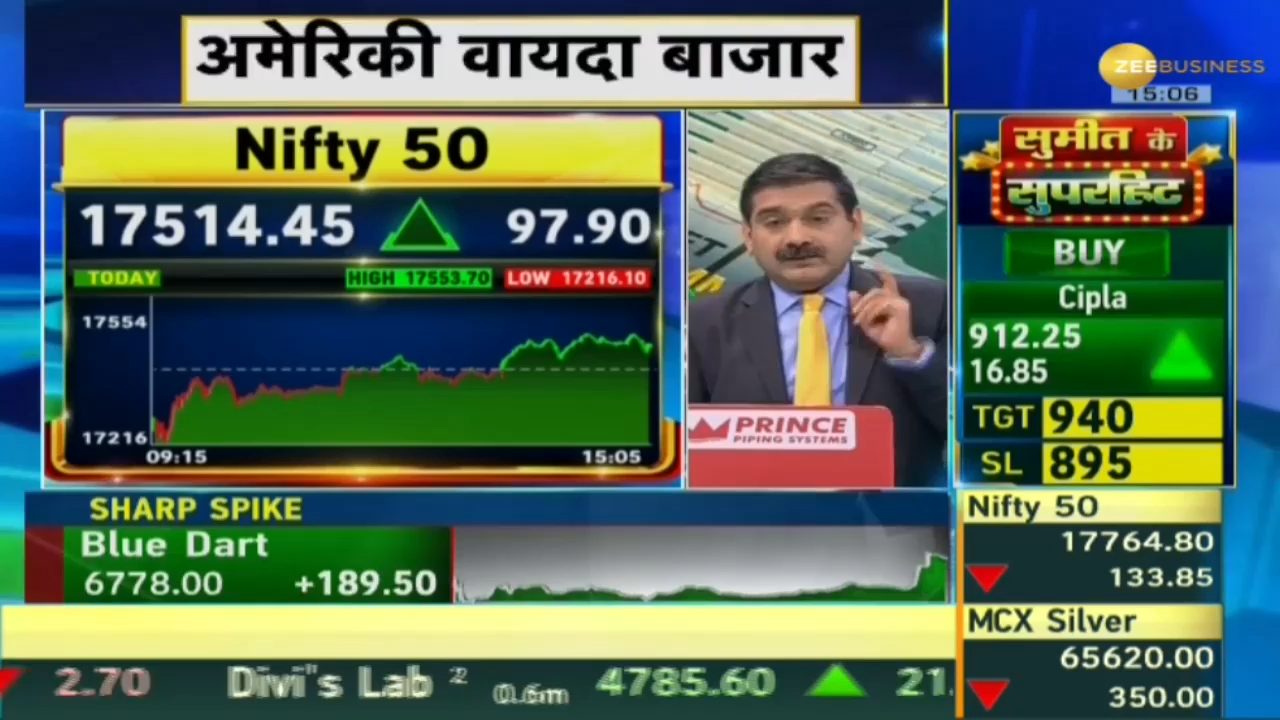 अमेरिकी वायदा बाजार
ZEEBUSINESS
15:06
Nifty 50
17514.45 97.90
TODAY HIGH 17553.70 LOW 17216.10
17554
17216
09:15 15:05
PRINCE
PIPING SYSTEMS
सुमीत के
सुपरहिट
BUY
Cipla
912.25
16.85
TGT 940
SL 895
SHARP SPIKE
Blue Dart
6778.00 +189.50
Nifty 50
17764.80
133.85
MCX Silver
65620.00
350.00
2.70 Divi's Lab 2 0.6m 4785.60 21.